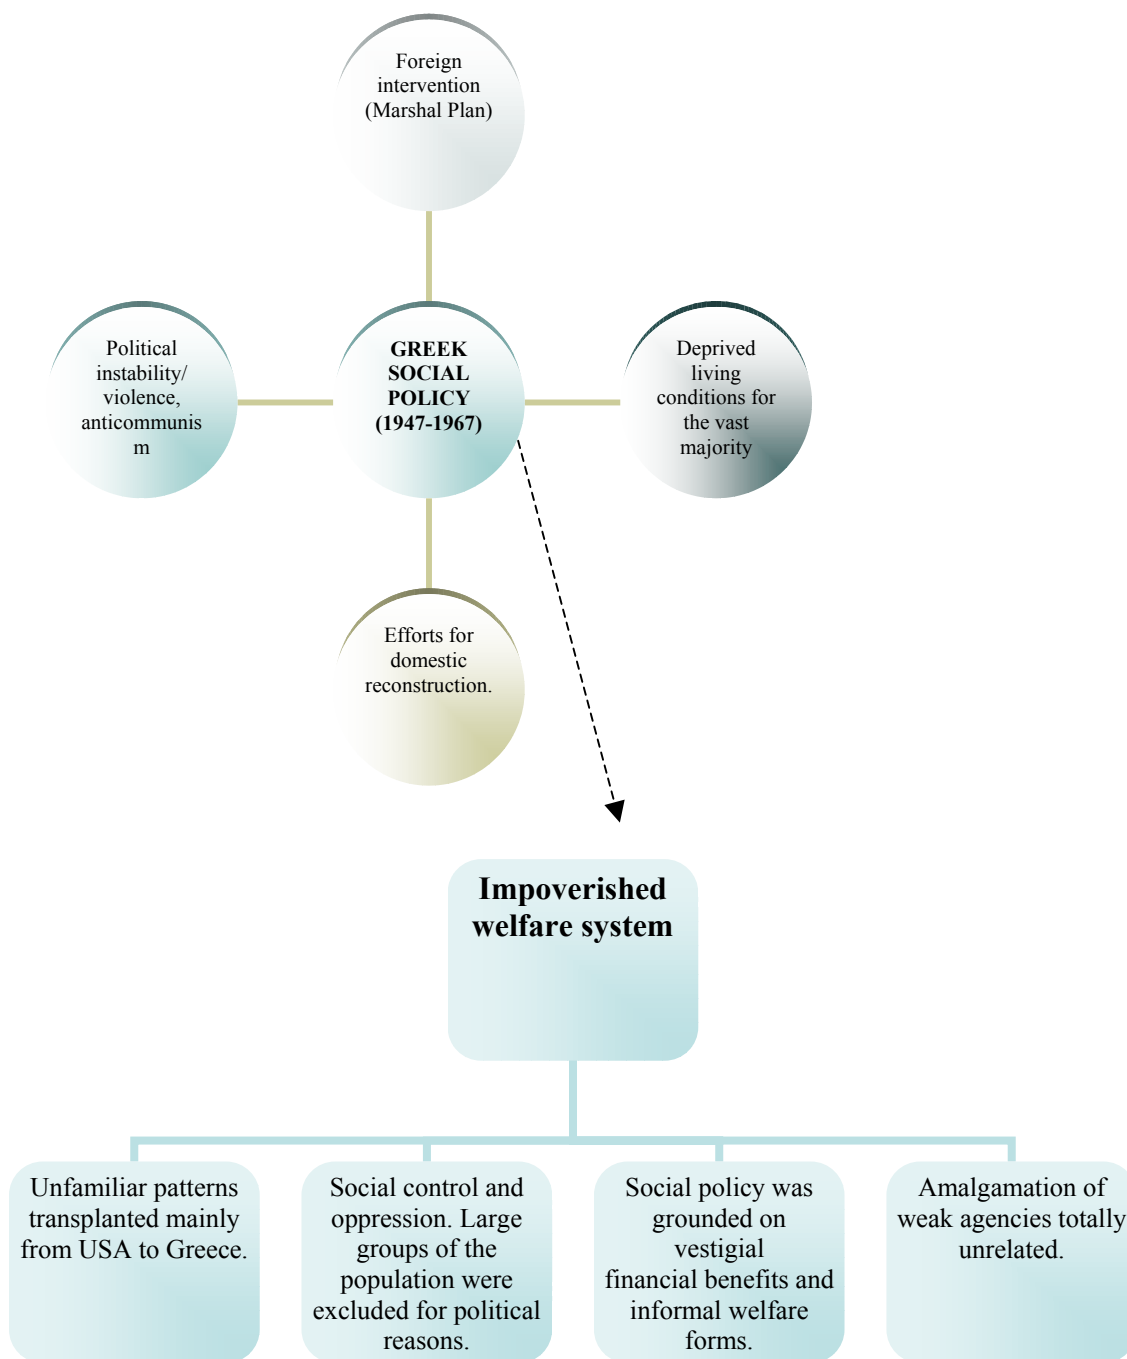 Foreign
intervention
(Marshal Plan)
Political
instability/
violence,
anticommunis
m
GREEK
SOCIAL
POLICY
(1947-1967)
Deprived
living
conditions for
the vast
majority
Efforts for
domestic
reconstruction.
Impoverished
welfare system
Unfamiliar patterns
transplanted mainly
from USA to Greece.
Social control and
oppression. Large
groups of the
population were
excluded for political
reasons.
Social policy was
grounded on
vestigial
financial benefits and
informal welfare
forms.
Amalgamation of
weak agencies totally
unrelated.